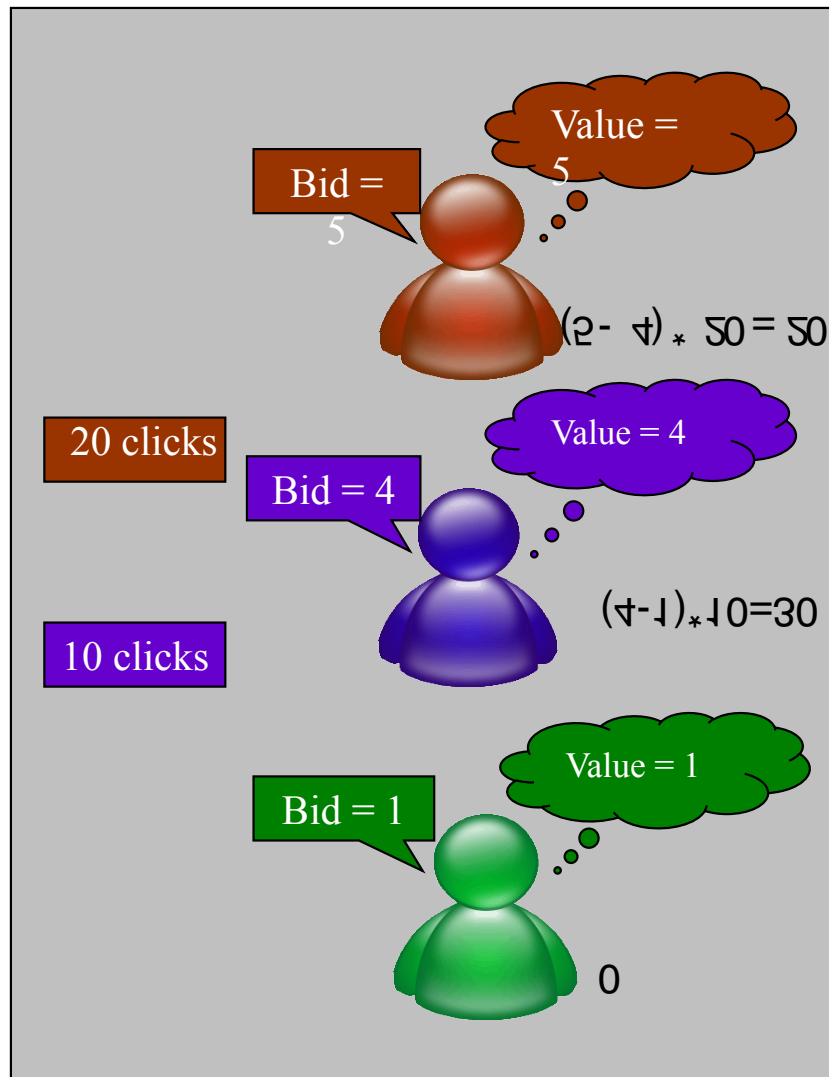 Value =
5
Bid =
5
(5 - 4) * 20 = 20
20 clicks
Value = 4
Bid = 4
(4-1)*10=30
10 clicks
Value = 1
Bid = 1
0